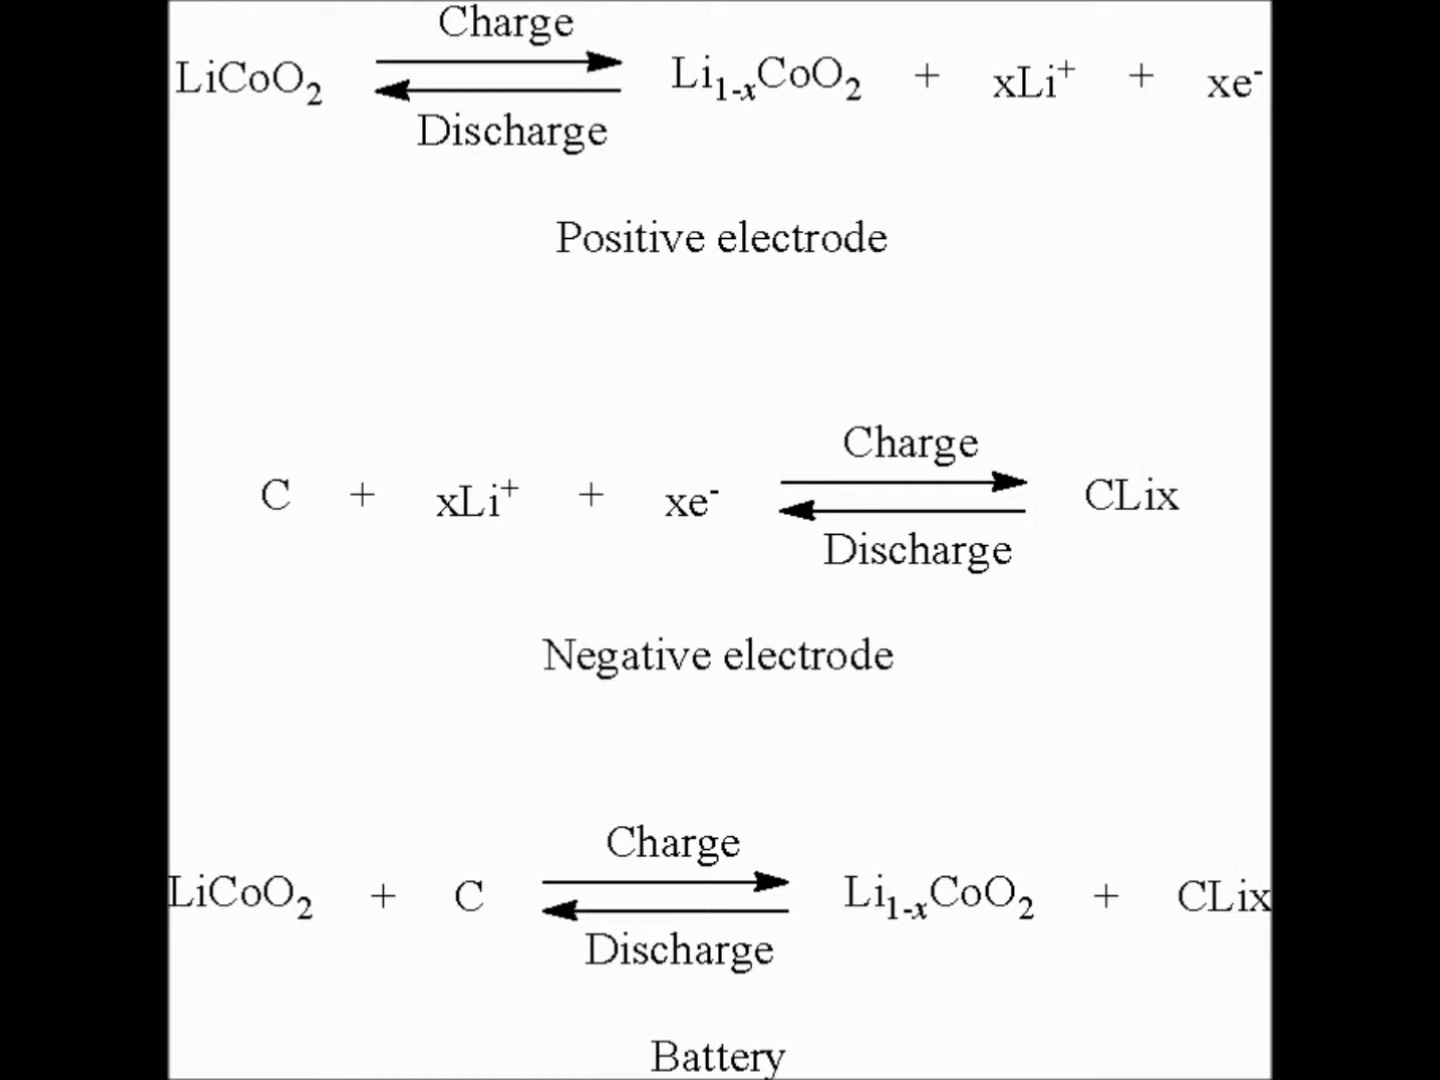 Charge
LiCoO₂ ⇌ Li₁₋ₓCoO₂ + xLi⁺ + xe⁻
Discharge
Positive electrode
Charge
C + xLi⁺ + xe⁻ ⇌ CLix
Discharge
Negative electrode
Charge
LiCoO₂ + C ⇌ Li₁₋ₓCoO₂ + CLix
Discharge
Battery